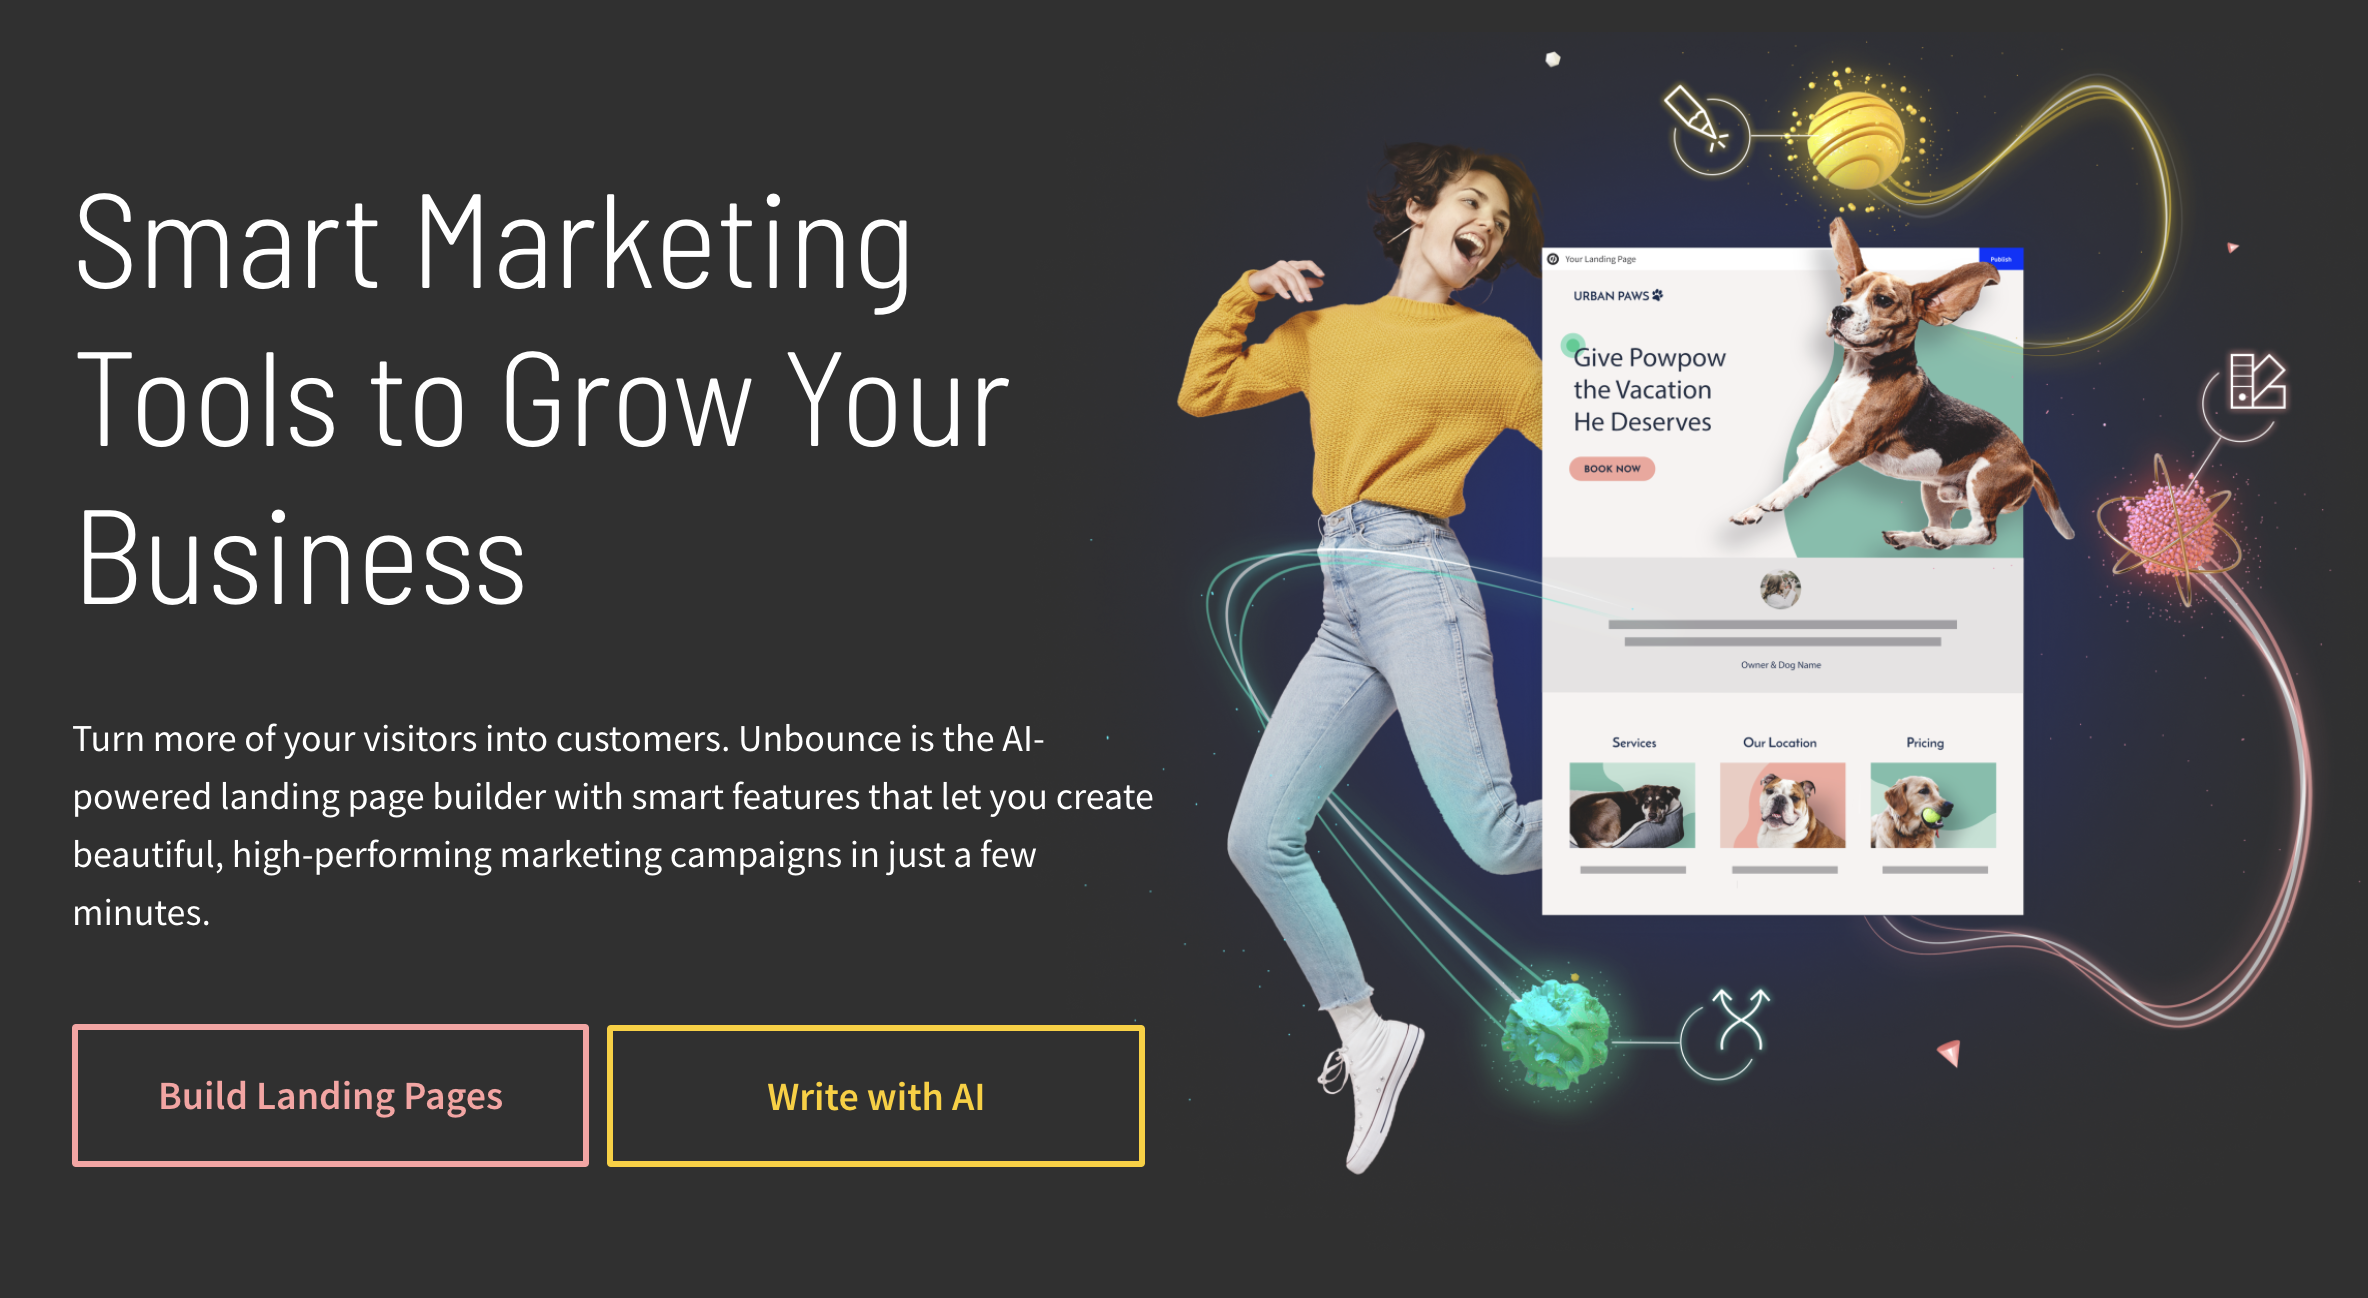 Smart Marketing
Tools to Grow Your
Business
Turn more of your visitors into customers. Unbounce is the AI-
powered landing page builder with smart features that let you create
beautiful, high-performing marketing campaigns in just a few
minutes.
Build Landing Pages
Write with AI
Your Landing Page
Publish
URBAN PAWS
Give Powpow
the Vacation
He Deserves
BOOK NOW
Owner & Dog Name
Services
Our Location
Pricing